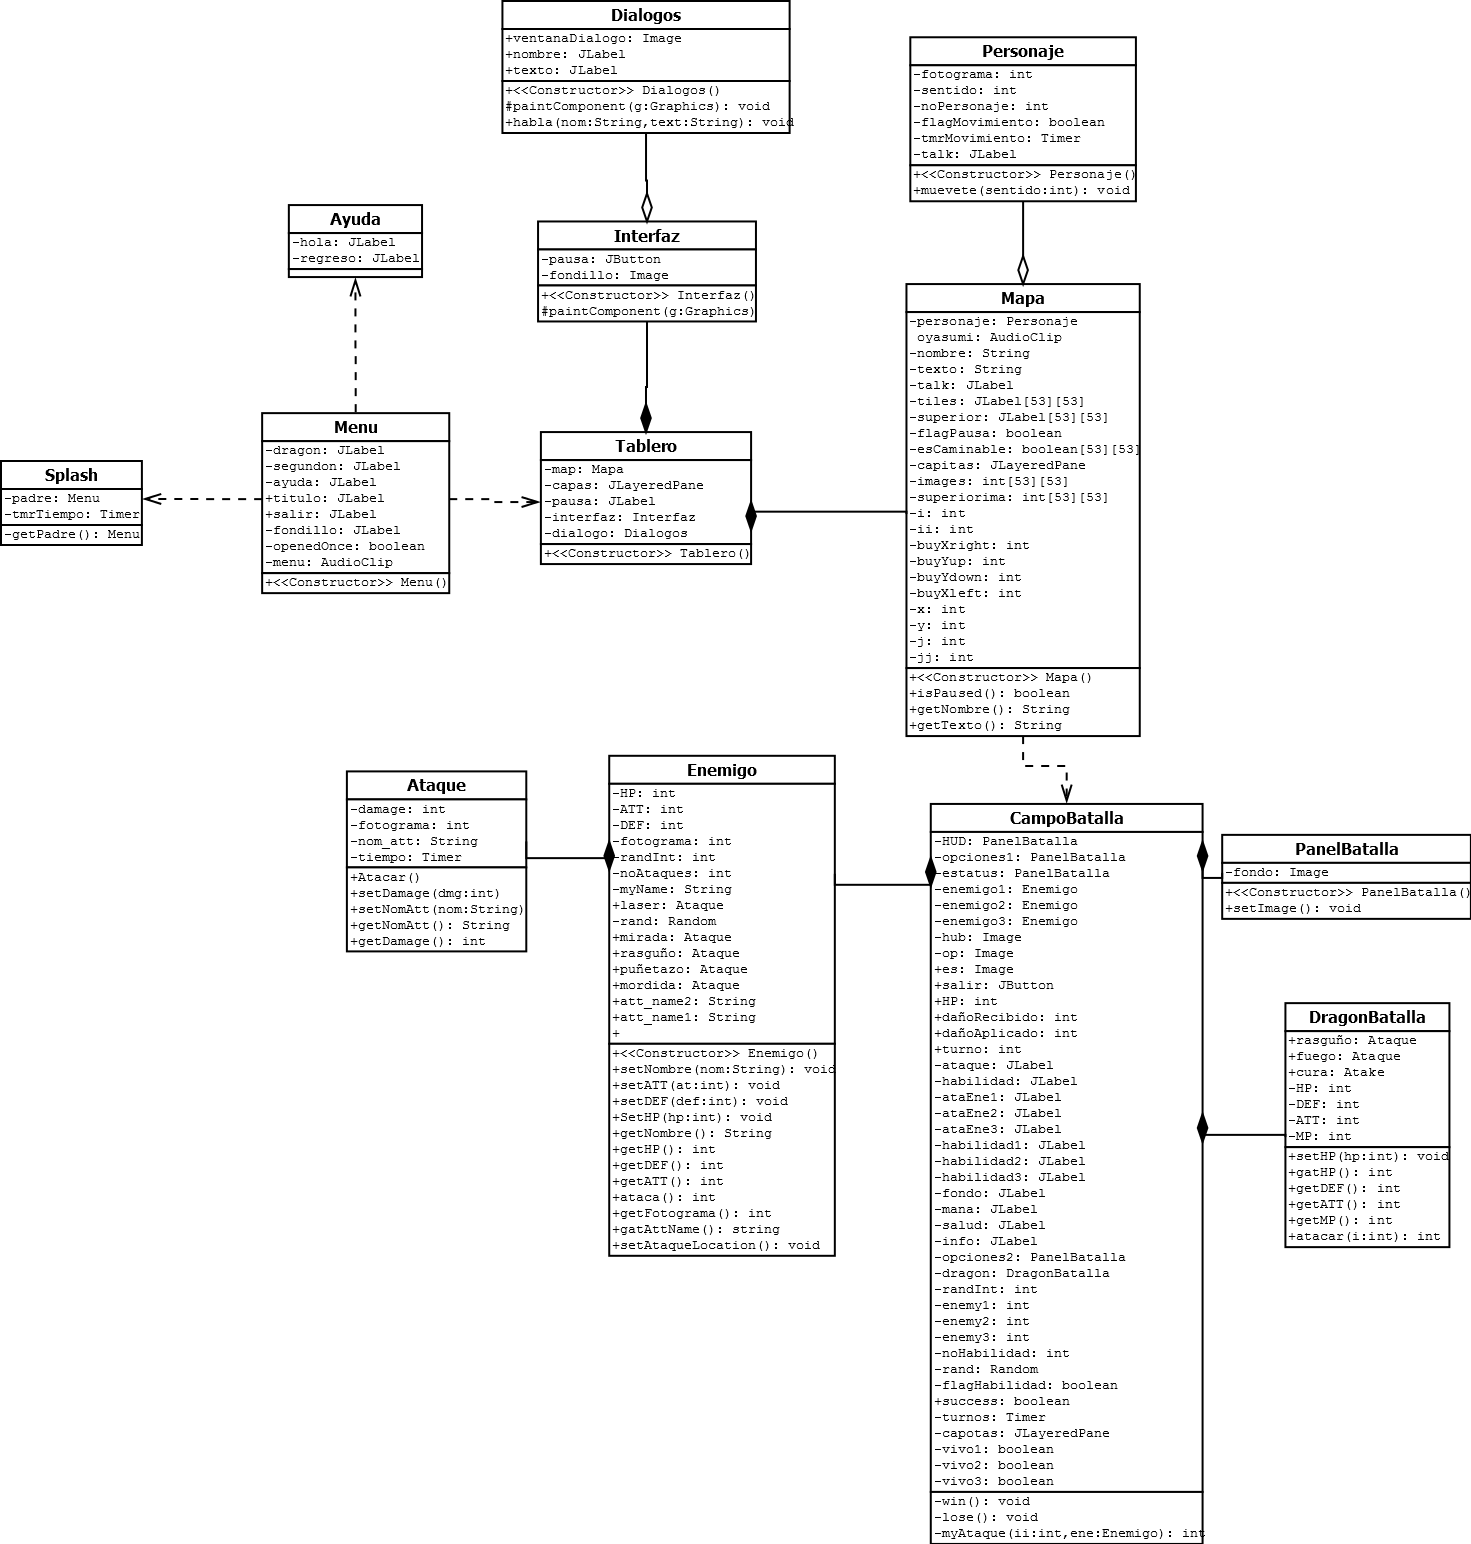 Dialogos
+ventanaDialogo: Image
+nombre: JLabel
+texto: JLabel
+<<Constructor>> Dialogos()
#paintComponent(g:Graphics): void
+habla(nom:String,text:String): void
Personaje
-fotograma: int
-sentido: int
-noPersonaje: int
-flagMovimiento: boolean
-tmrMovimiento: Timer
-talk: JLabel
+<<Constructor>> Personaje()
+muevete(sentido:int): void
Ayuda
-hola: JLabel
-regreso: JLabel
Interfaz
-pausa: JButton
-fondillo: Image
+<<Constructor>> Interfaz()
#paintComponent(g:Graphics)
Mapa
-personaje: Personaje
oyasumi: AudioClip
-nombre: String
-texto: String
-talk: JLabel
-tiles: JLabel[53][53]
-superior: JLabel[53][53]
-flagPausa: boolean
-esCaminable: boolean[53][53]
-capitas: JLayeredPane
-images: int[53][53]
-superiorima: int[53][53]
-i: int
-ii: int
-buyXright: int
-buyYup: int
-buyYdown: int
-buyXleft: int
-x: int
-y: int
-j: int
-jj: int
+<<Constructor>> Mapa()
+isPaused(): boolean
+getNombre(): String
+getTexto(): String
Menu
-dragon: JLabel
-segundon: JLabel
-ayuda: JLabel
+titulo: JLabel
+salir: JLabel
-fondillo: JLabel
-openedOnce: boolean
-menu: AudioClip
+<<Constructor>> Menu()
Splash
-padre: Menu
-tmrTiempo: Timer
-getPadre(): Menu
Tablero
-map: Mapa
-capas: JLayeredPane
-pausa: JLabel
-interfaz: Interfaz
-dialogo: Dialogos
+<<Constructor>> Tablero()
Ataque
-damage: int
-fotograma: int
-nom_att: String
-tiempo: Timer
+Atacar()
+setDamage(dmg:int)
+setNomAtt(nom:String)
+getNomAtt(): String
+getDamage(): int
Enemigo
-HP: int
-ATT: int
-DEF: int
-fotograma: int
-randInt: int
-noAtaques: int
-myName: String
+laser: Ataque
-rand: Random
+mirada: Ataque
+rasguño: Ataque
+puñetazo: Ataque
+mordida: Ataque
+att_name2: String
+att_name1: String
+
+<<Constructor>> Enemigo()
+setNombre(nom:String): void
+setATT(at:int): void
+setDEF(def:int): void
+SetHP(hp:int): void
+getNombre(): String
+getHP(): int
+getDEF(): int
+getATT(): int
+ataca(): int
+getFotograma(): int
+gatAttName(): string
+setAtaqueLocation(): void
CampoBatalla
-HUD: PanelBatalla
-opciones1: PanelBatalla
-estatus: PanelBatalla
-enemigo1: Enemigo
-enemigo2: Enemigo
-enemigo3: Enemigo
-hub: Image
-op: Image
+es: Image
+salir: JButton
+HP: int
+dañoRecibido: int
+dañoAplicado: int
+turno: int
-ataque: JLabel
-habilidad: JLabel
-ataEne1: JLabel
-ataEne2: JLabel
-ataEne3: JLabel
-habilidad1: JLabel
-habilidad2: JLabel
-habilidad3: JLabel
-fondo: JLabel
-mana: JLabel
-salud: JLabel
-info: JLabel
-opciones2: PanelBatalla
-dragon: DragonBatalla
-randInt: int
-enemy1: int
-enemy2: int
-enemy3: int
-noHabilidad: int
-rand: Random
-flagHabilidad: boolean
+success: boolean
-turnos: Timer
-capotas: JLayeredPane
-vivo1: boolean
-vivo2: boolean
-vivo3: boolean
-win(): void
-lose(): void
-myAtaque(ii:int,ene:Enemigo): int
PanelBatalla
-fondo: Image
+<<Constructor>> PanelBatalla()
+setImage(): void
DragonBatalla
+rasguño: Ataque
+fuego: Ataque
+cura: Atake
-HP: int
-DEF: int
-ATT: int
-MP: int
+setHP(hp:int): void
+gatHP(): int
+getDEF(): int
+getATT(): int
+getMP(): int
+atacar(i:int): int